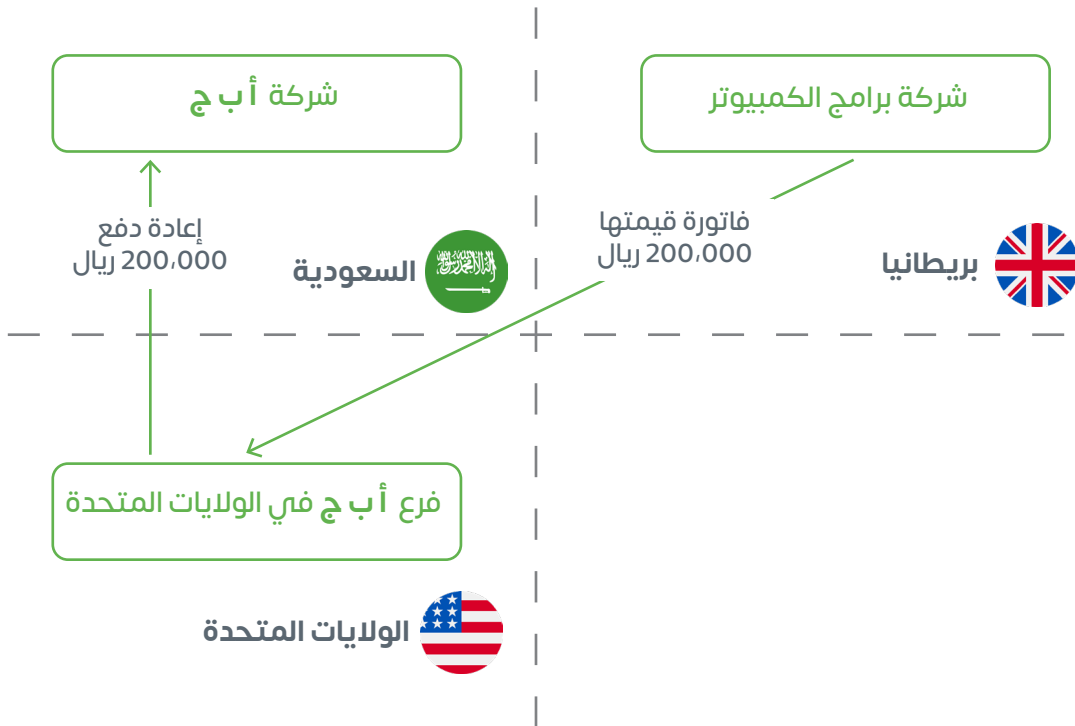 شركة برامج الكمبيوتر
شركة أ ب ج
فاتورة قيمتها
200،000 ريال
إعادة دفع
200،000 ريال
بريطانيا
السعودية
فرع أ ب ج في الولايات المتحدة
الولايات المتحدة